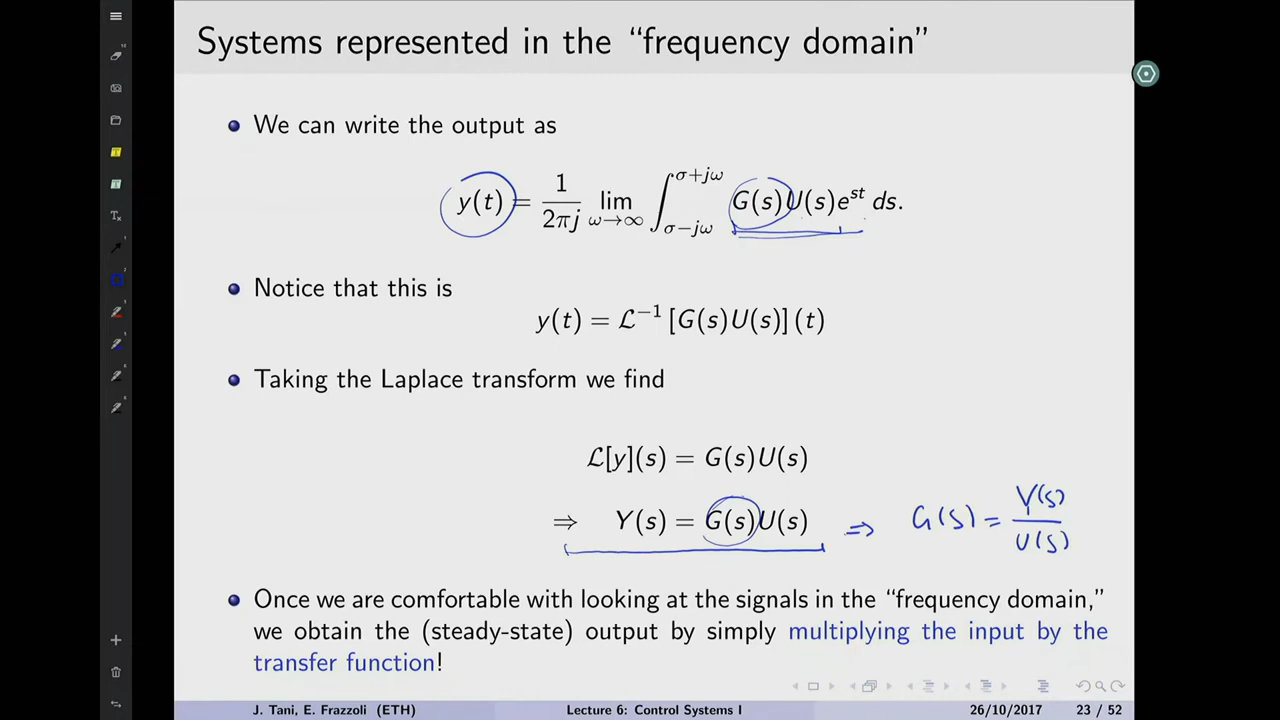 Systems represented in the “frequency domain”
We can write the output as
y(t) = 1/2πj lim ω→∞ ∫ σ−jω σ+jω G(s)U(s)eˢᵗ ds.
Notice that this is
y(t) = ℒ⁻¹ [G(s)U(s)] (t)
Taking the Laplace transform we find
ℒ[y](s) = G(s)U(s)
⇒ Y(s) = G(s)U(s) ⇒ G(s) = Y(s)/U(s)
Once we are comfortable with looking at the signals in the “frequency domain,”
we obtain the (steady-state) output by simply multiplying the input by the
transfer function!
J. Tani, E. Frazzoli (ETH) Lecture 6: Control Systems I 26/10/2017 23 / 52